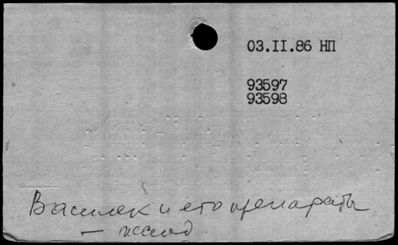 03.II.86 НП
93597
93598
Василек и его препараты
— исслед.